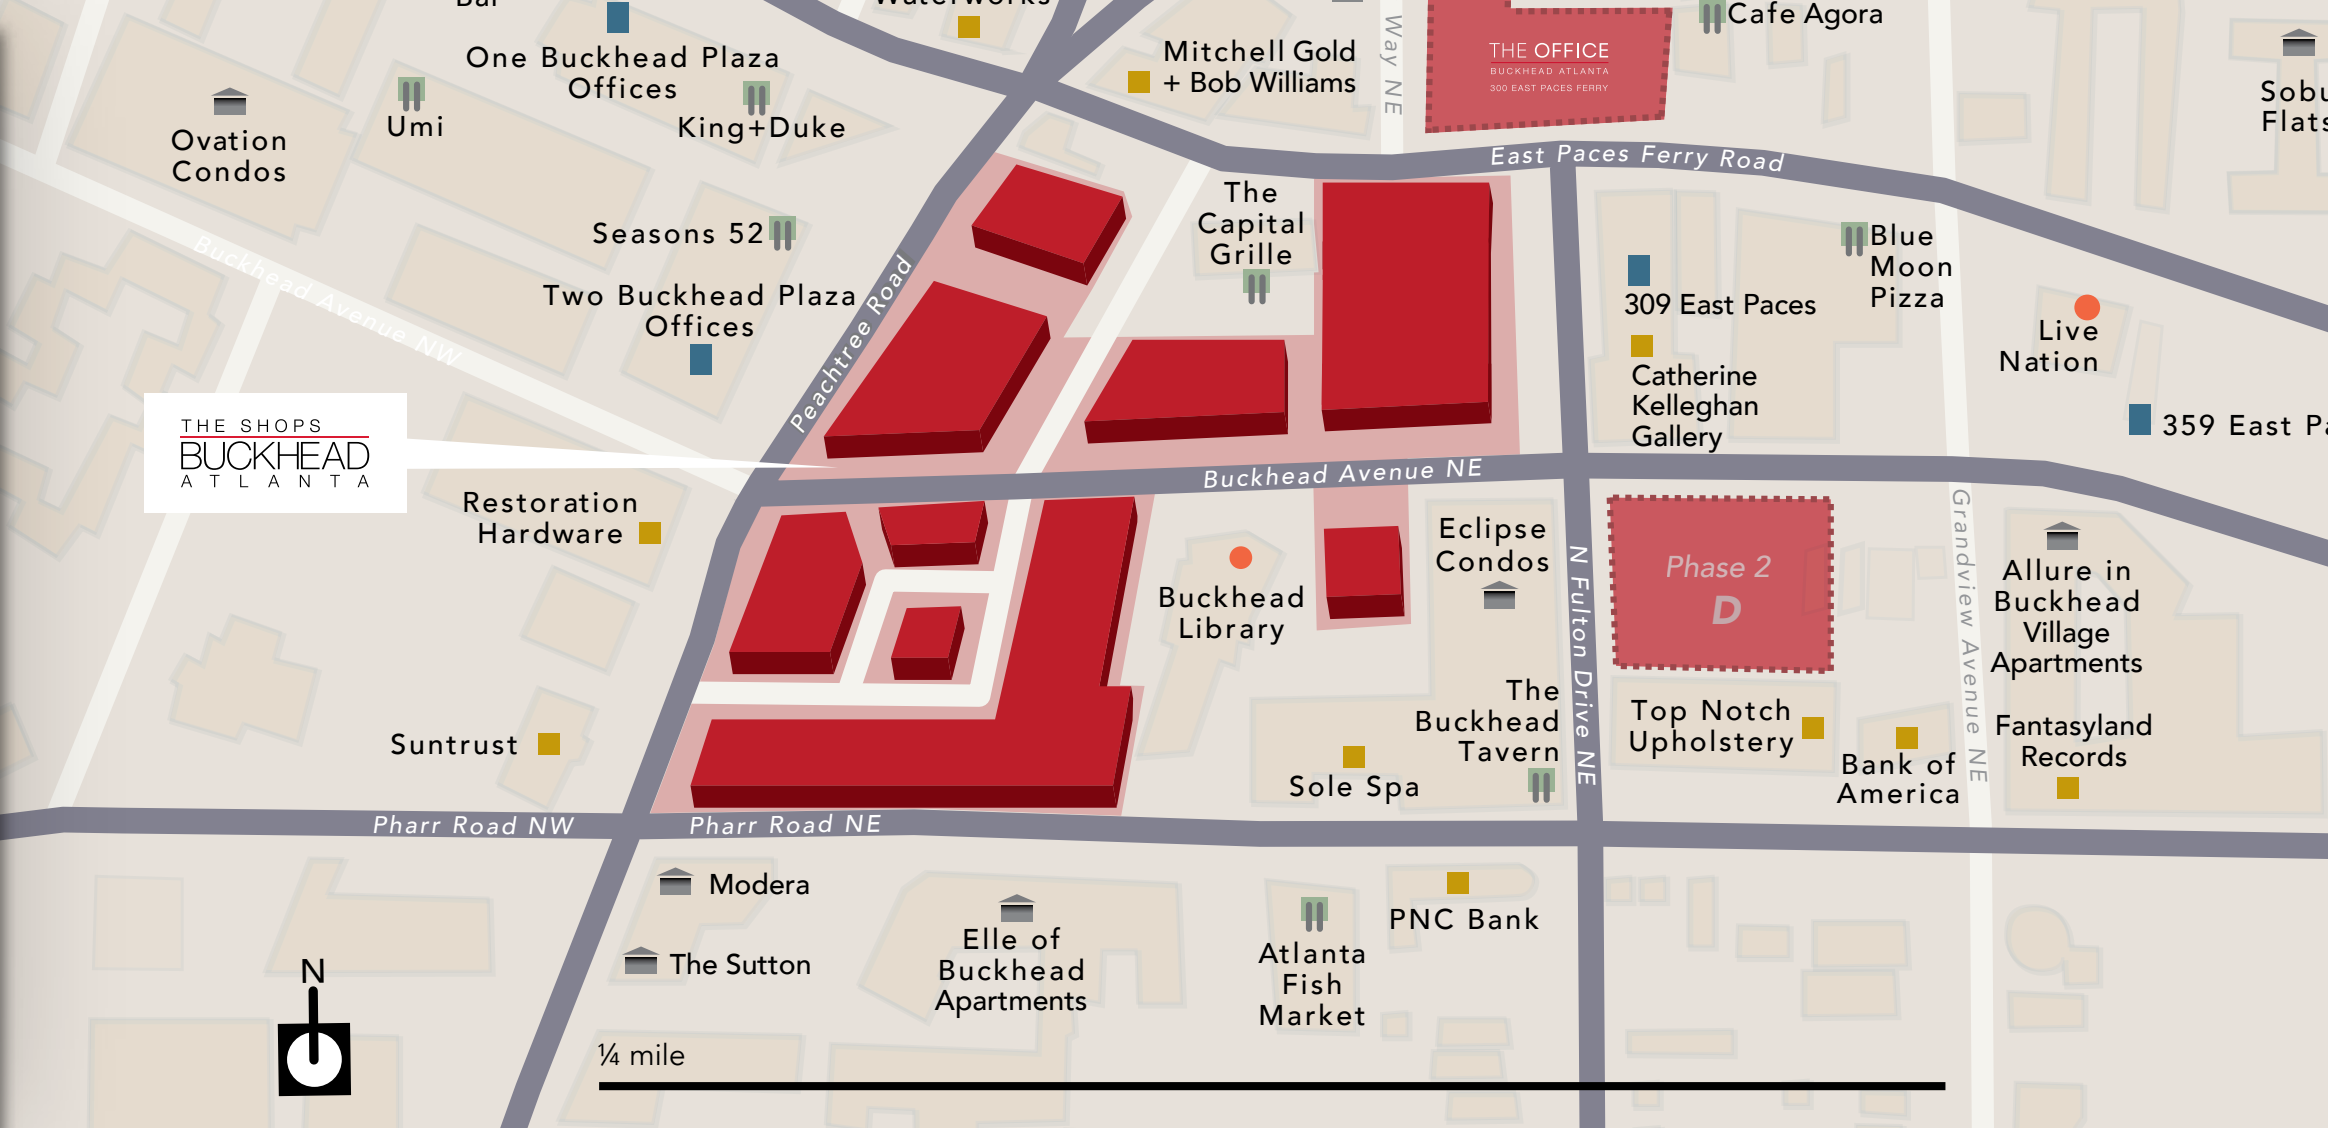 Bar
One Buckhead Plaza
Offices
Waterworks
Mitchell Gold
+ Bob Williams
Way NE
THE OFFICE
BUCKHEAD ATLANTA
300 EAST PACES FERRY
Cafe Agora
Ovation
Condos
Umi
King+Duke
East Paces Ferry Road
The
Capital
Grille
Seasons 52
Two Buckhead Plaza
Offices
Buckhead Avenue NW
Peachtree Road
309 East Paces
Blue
Moon
Pizza
Live
Nation
Catherine
Kelleghan
Gallery
359 East
THE SHOPS
BUCKHEAD
ATLANTA
Buckhead Avenue NE
Restoration
Hardware
Eclipse
Condos
Buckhead
Library
N Fulton Drive NE
Phase 2
D
Grandview Avenue NE
Allure in
Buckhead
Village
Apartments
Suntrust
The
Buckhead
Tavern
Sole Spa
Top Notch
Upholstery
Bank of
America
Fantasyland
Records
Pharr Road NW
Pharr Road NE
Modera
The Sutton
Elle of
Buckhead
Apartments
Atlanta
Fish
Market
PNC Bank
N
¼ mile